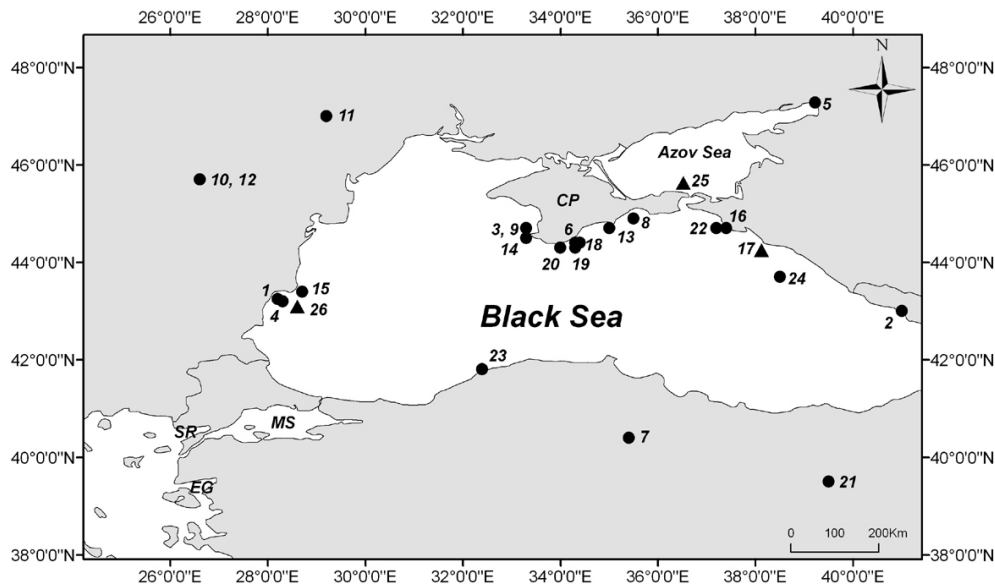 26°0'0"E 28°0'0"E 30°0'0"E 32°0'0"E 34°0'0"E 36°0'0"E 38°0'0"E 40°0'0"E
N
48°0'0"N 48°0'0"N
5
11
Azov Sea
46°0'0"N 46°0'0"N
10, 12
25
CP
16
3, 9 6 8
14 18 13 22
17
20 19
44°0'0"N 44°0'0"N
24
1 15
4 26
2
Black Sea
23
42°0'0"N 42°0'0"N
MS
SR
7
40°0'0"N 40°0'0"N
21
EG
0 100 200Km
38°0'0"N 38°0'0"N
26°0'0"E 28°0'0"E 30°0'0"E 32°0'0"E 34°0'0"E 36°0'0"E 38°0'0"E 40°0'0"E